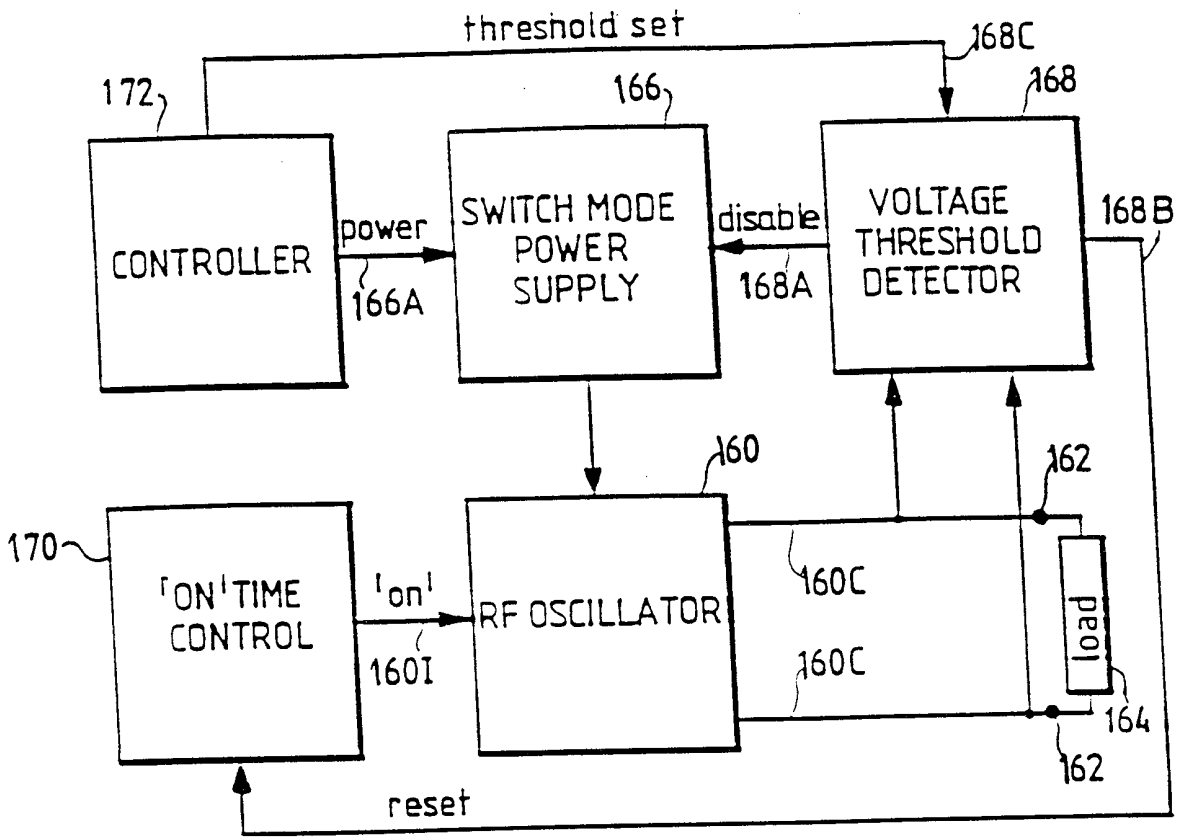 threshold set
168C
172
166
168
CONTROLLER
power
166A
SWITCH MODE
POWER
SUPPLY
disable
168A
VOLTAGE
THRESHOLD
DETECTOR
168B
160
162
170
'ON' TIME
CONTROL
'on'
160I
RF OSCILLATOR
160C
160C
load
164
162
reset